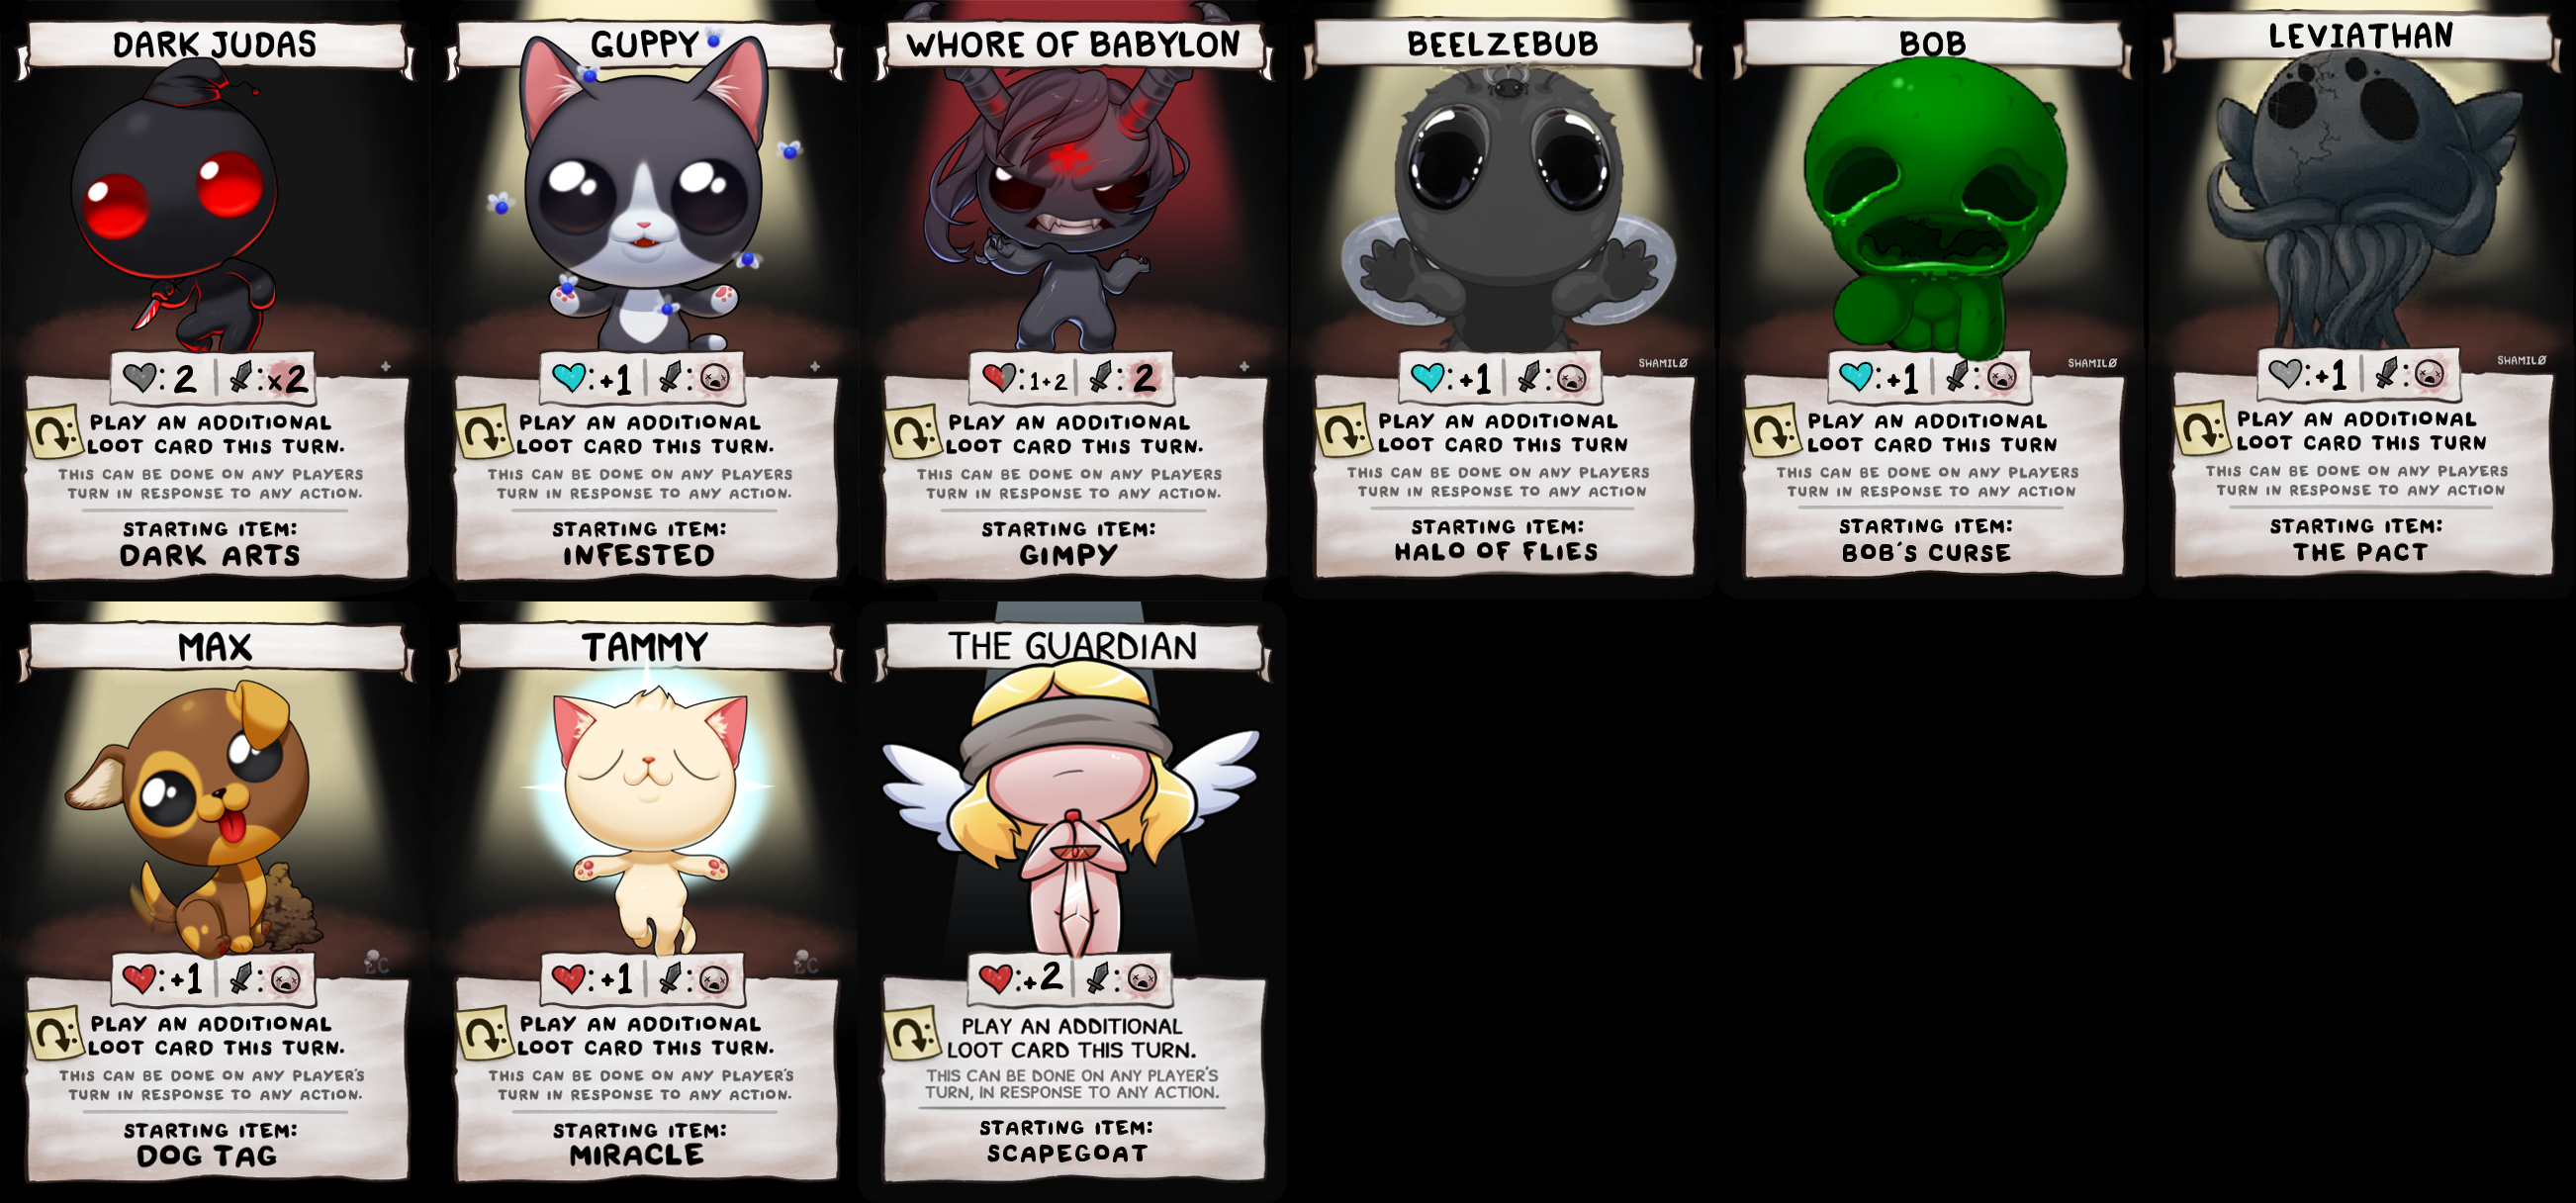 DARK JUDAS
: 2 | : x2
PLAY AN ADDITIONAL
LOOT CARD THIS TURN.
THIS CAN BE DONE ON ANY PLAYERS
TURN IN RESPONSE TO ANY ACTION.
STARTING ITEM:
DARK ARTS
GUPPY
: +1 | :
PLAY AN ADDITIONAL
LOOT CARD THIS TURN.
THIS CAN BE DONE ON ANY PLAYERS
TURN IN RESPONSE TO ANY ACTION.
STARTING ITEM:
INFESTED
WHORE OF BABYLON
: 1+2 | : 2
PLAY AN ADDITIONAL
LOOT CARD THIS TURN.
THIS CAN BE DONE ON ANY PLAYERS
TURN IN RESPONSE TO ANY ACTION.
STARTING ITEM:
GIMPY
BEELZEBUB
SHAMILØ
: +1 | :
PLAY AN ADDITIONAL
LOOT CARD THIS TURN
THIS CAN BE DONE ON ANY PLAYERS
TURN IN RESPONSE TO ANY ACTION
STARTING ITEM:
HALO OF FLIES
BOB
SHAMILØ
: +1 | :
PLAY AN ADDITIONAL
LOOT CARD THIS TURN
THIS CAN BE DONE ON ANY PLAYERS
TURN IN RESPONSE TO ANY ACTION
STARTING ITEM:
BOB'S CURSE
LEVIATHAN
SHAMILØ
: +1 | :
PLAY AN ADDITIONAL
LOOT CARD THIS TURN
THIS CAN BE DONE ON ANY PLAYERS
TURN IN RESPONSE TO ANY ACTION
STARTING ITEM:
THE PACT
MAX
: +1 | :
PLAY AN ADDITIONAL
LOOT CARD THIS TURN.
THIS CAN BE DONE ON ANY PLAYER'S
TURN IN RESPONSE TO ANY ACTION.
STARTING ITEM:
DOG TAG
TAMMY
: +1 | :
PLAY AN ADDITIONAL
LOOT CARD THIS TURN.
THIS CAN BE DONE ON ANY PLAYER'S
TURN IN RESPONSE TO ANY ACTION.
STARTING ITEM:
MIRACLE
THE GUARDIAN
: +2 | :
PLAY AN ADDITIONAL
LOOT CARD THIS TURN.
THIS CAN BE DONE ON ANY PLAYER'S
TURN, IN RESPONSE TO ANY ACTION.
STARTING ITEM:
SCAPEGOAT